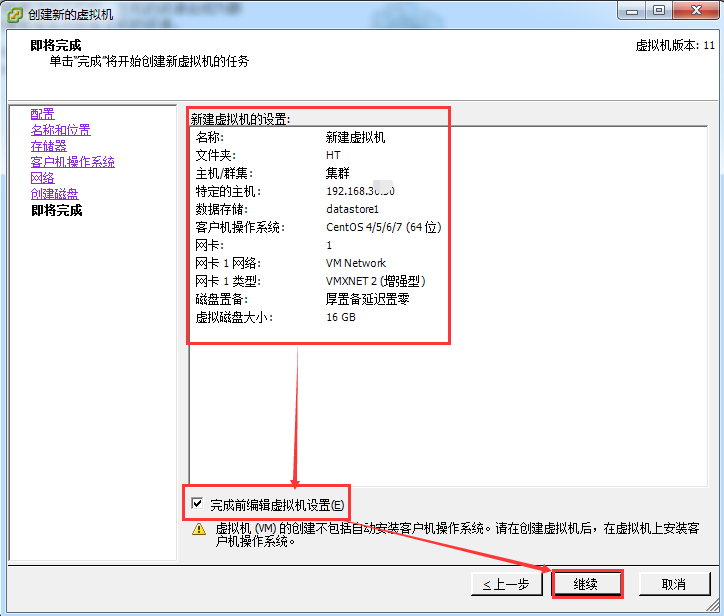 创建新的虚拟机
即将完成
单击"完成"将开始创建新虚拟机的任务
虚拟机版本: 11
配置
名称和位置
存储器
客户机操作系统
网络
创建磁盘
即将完成
新建虚拟机的设置:
名称: 新建虚拟机
文件夹: HT
主机/群集: 集群
特定的主机: 192.168.
数据存储: datastore1
客户机操作系统: CentOS 4/5/6/7 (64 位)
网卡: 1
网卡 1 网络: VM Network
网卡 1 类型: VMXNET 2 (增强型)
磁盘置备: 厚置备延迟置零
虚拟磁盘大小: 16 GB
完成前编辑虚拟机设置(E)
虚拟机 (VM) 的创建不包括自动安装客户机操作系统。请在创建虚拟机后，在虚拟机上安装客
户机操作系统。
<上一步
继续
取消